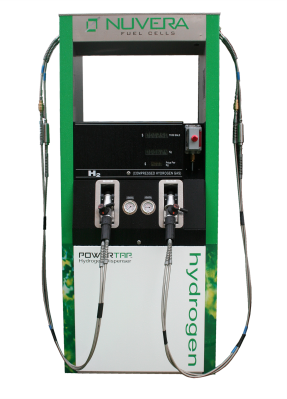 NUVERA
FUEL CELLS
H2
COMPRESSED HYDROGEN GAS
POWERTAP
Hydrogen Dispenser
hydrogen